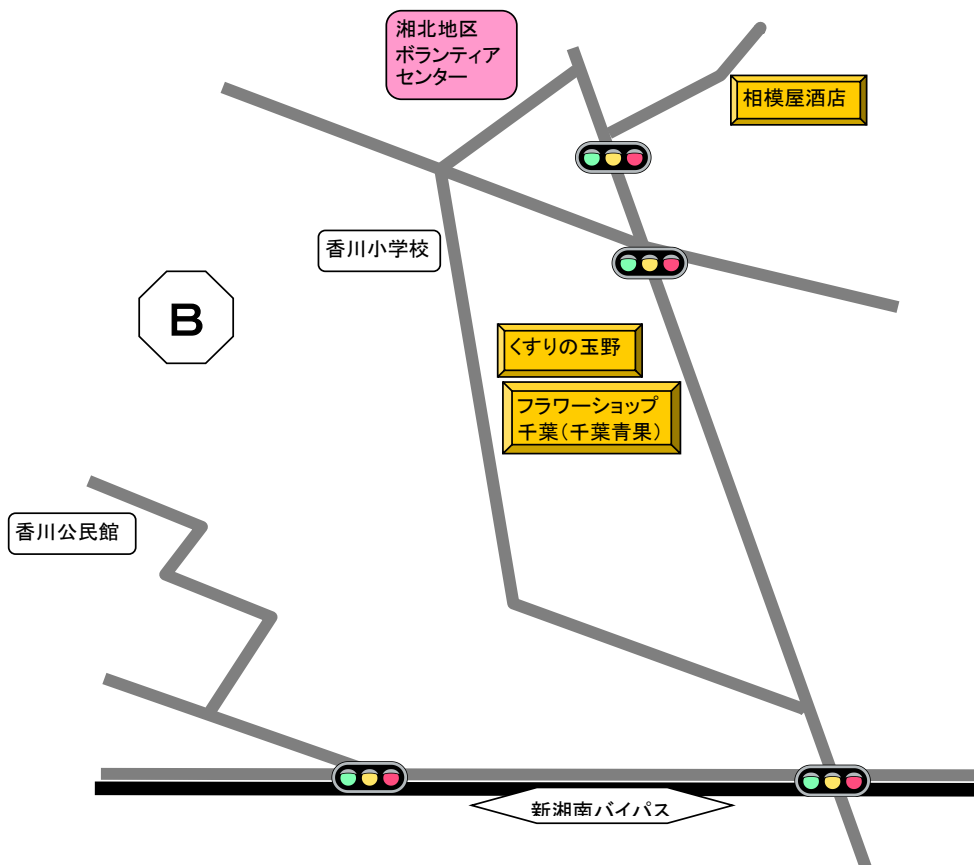 湘北地区
ボランティア
センター
相模屋酒店
香川小学校
B
くすりの玉野
フラワーショップ
千葉(千葉青果)
香川公民館
新湘南バイパス